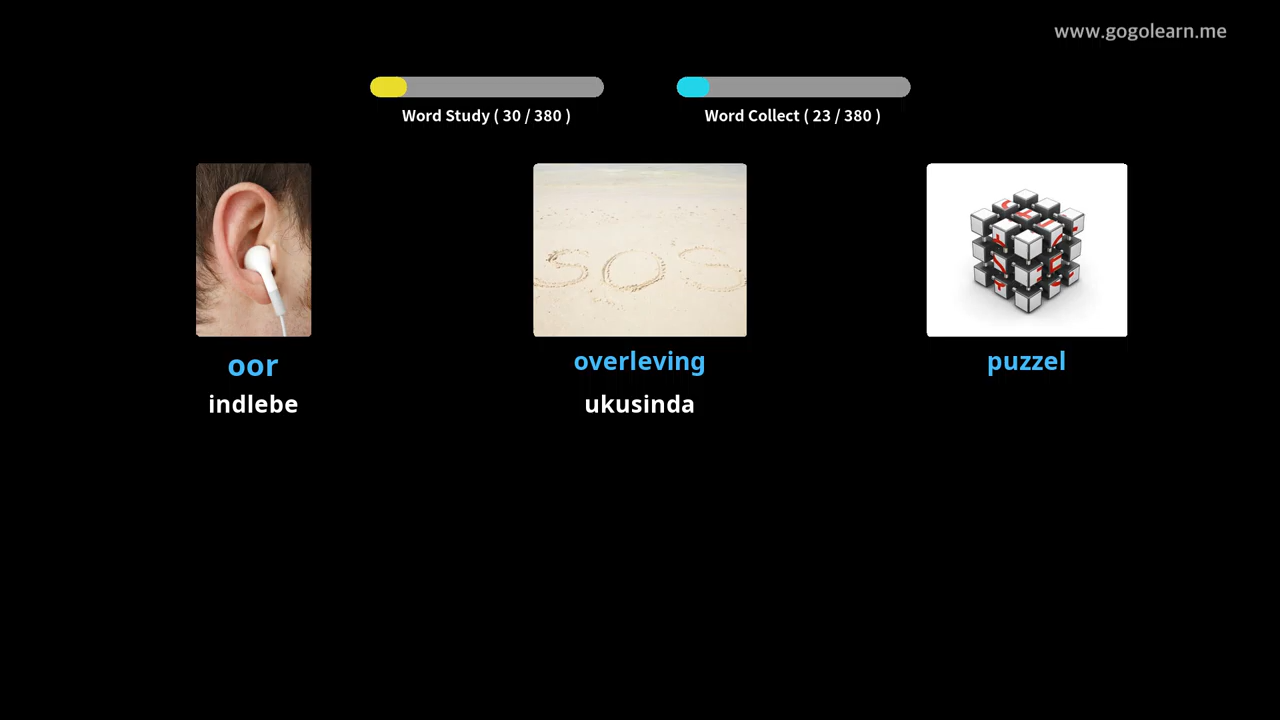 www.gogolearn.me
Word Study ( 30 / 380 )
Word Collect ( 23 / 380 )
SOS
oor
overleving
puzzel
indlebe
ukusinda